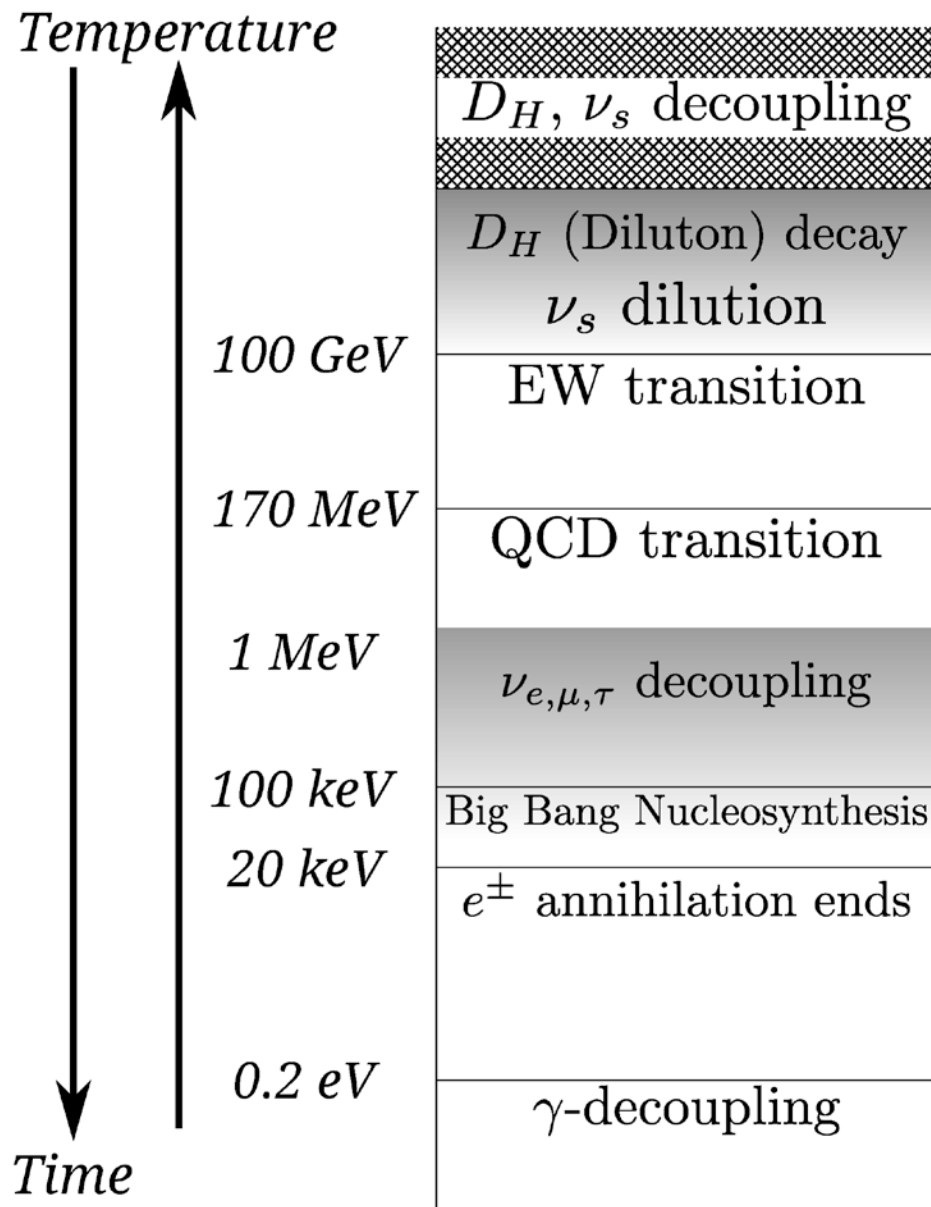 Temperature
D_H, ν_s decoupling
D_H (Diluton) decay
ν_s dilution
100 GeV
EW transition
170 MeV
QCD transition
1 MeV
ν_{e,μ,τ} decoupling
100 keV
Big Bang Nucleosynthesis
20 keV
e^± annihilation ends
0.2 eV
γ-decoupling
Time